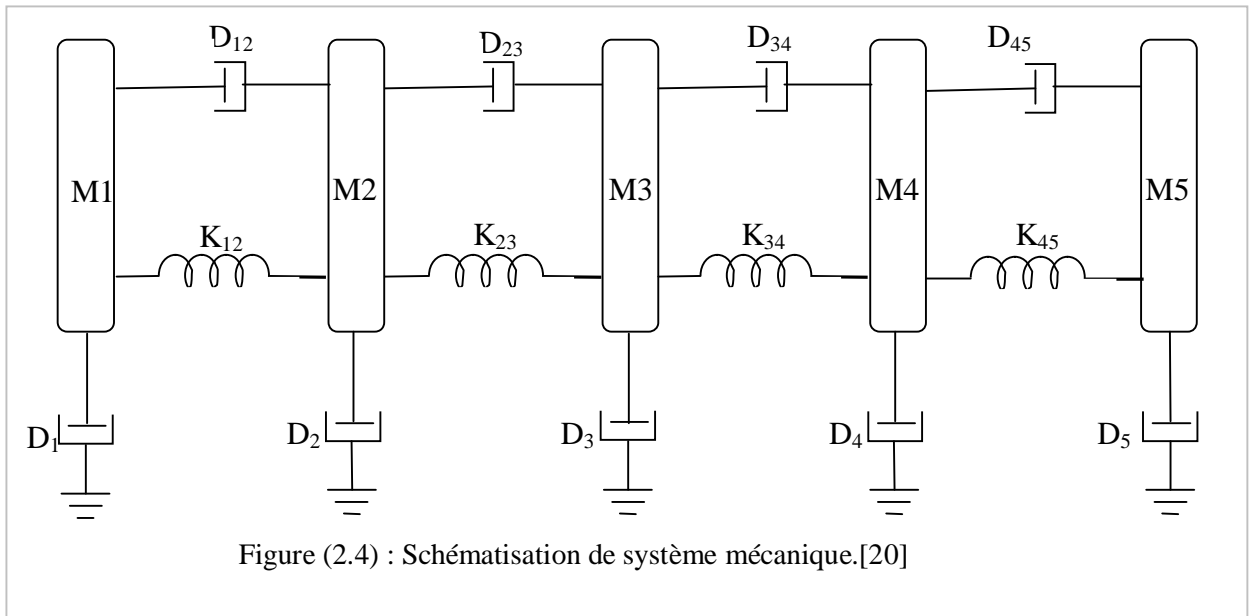 D₁₂ D₂₃ D₃₄ D₄₅
M1 M2 M3 M4 M5
K₁₂ K₂₃ K₃₄ K₄₅
D₁ D₂ D₃ D₄ D₅
Figure (2.4) : Schématisation de système mécanique.[20]